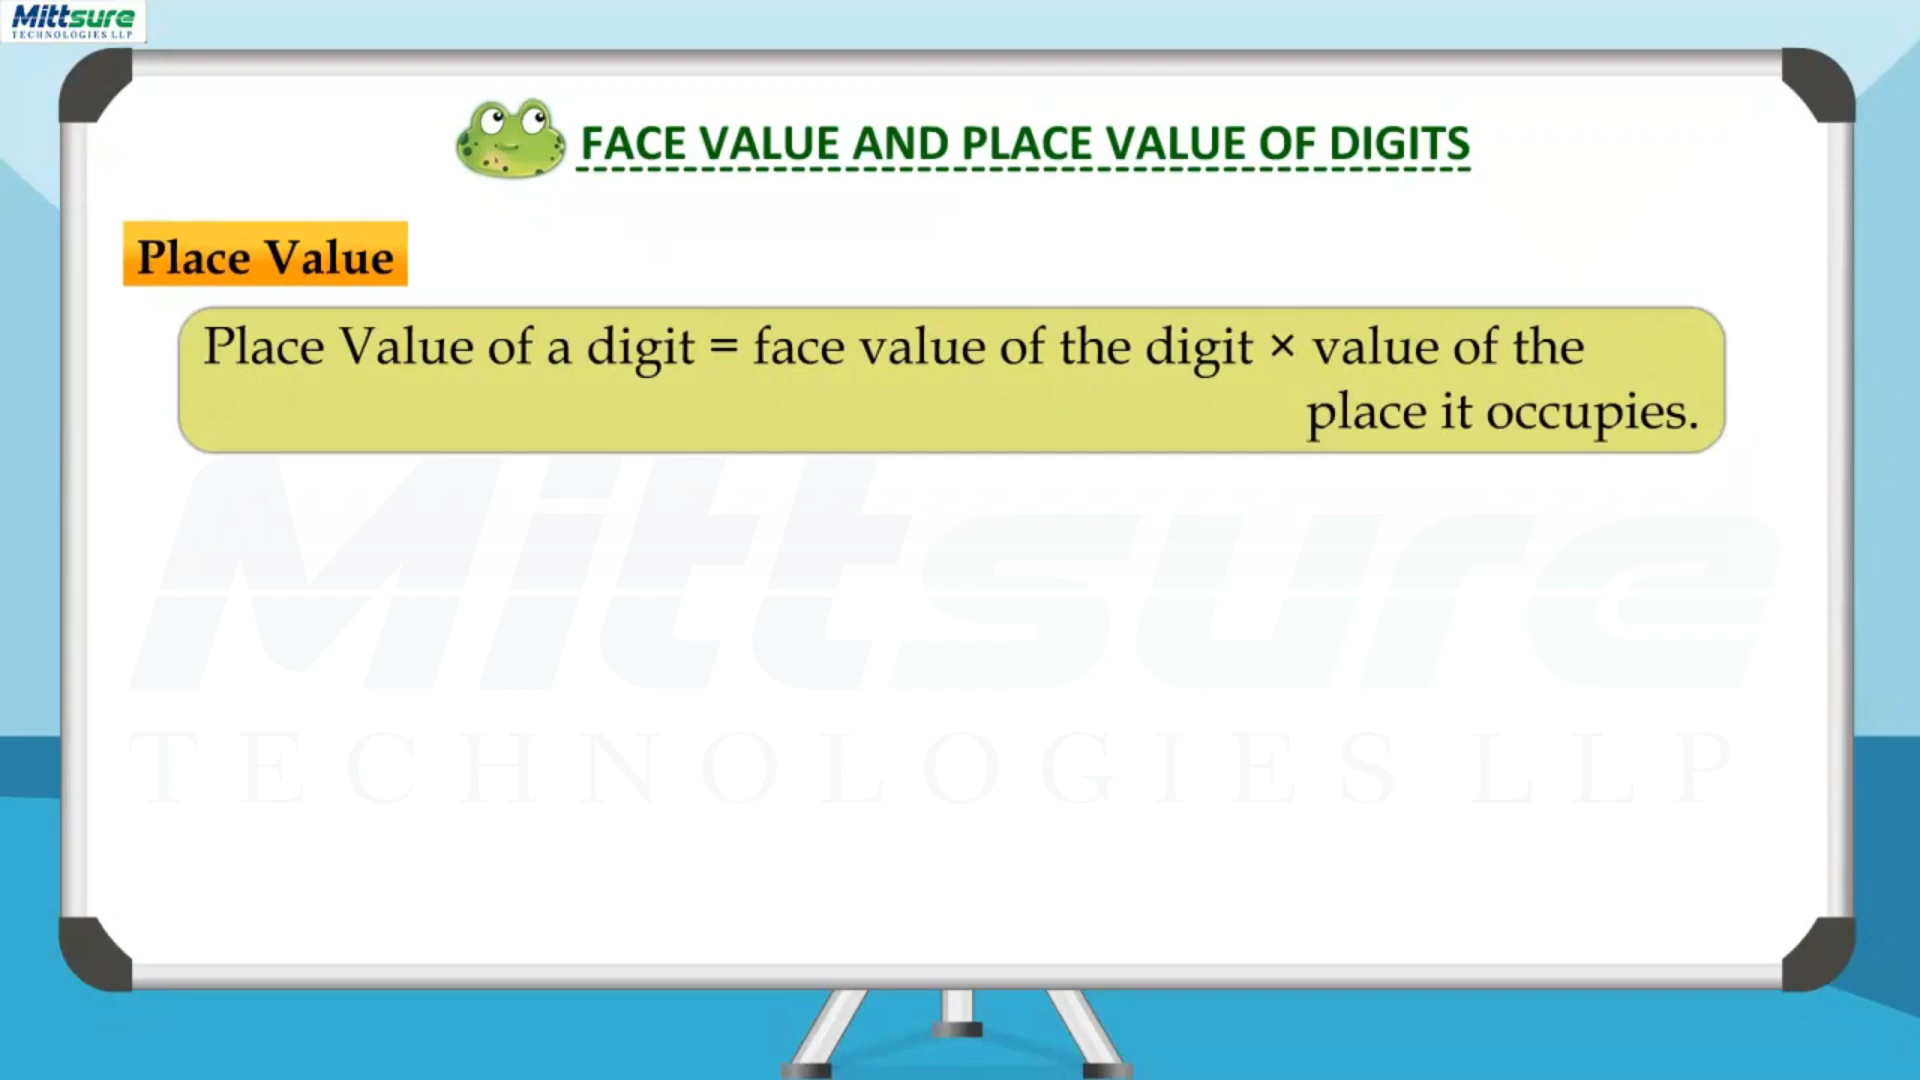 Mittsure
TECHNOLOGIES LLP
FACE VALUE AND PLACE VALUE OF DIGITS
Place Value
Place Value of a digit = face value of the digit × value of the
place it occupies.
Mittsure
TECHNOLOGIES LLP